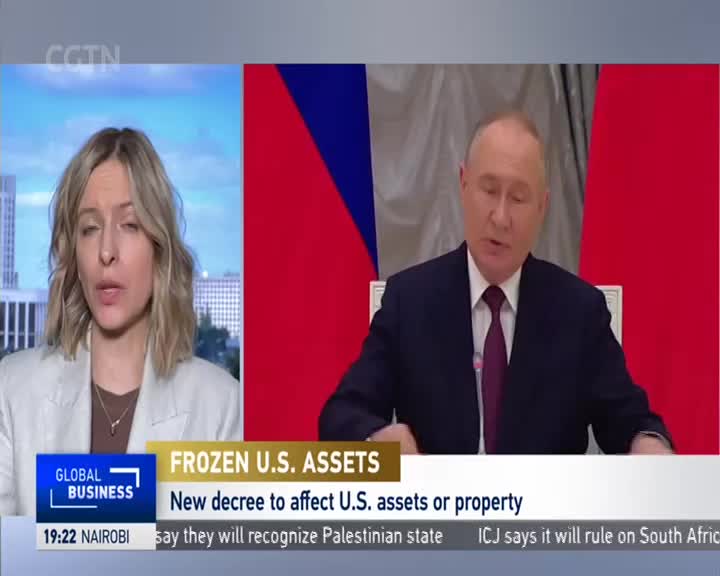 CGTN
FROZEN U.S. ASSETS
GLOBAL
BUSINESS
New decree to affect U.S. assets or property
19:22 NAIROBI
say they will recognize Palestinian state ICJ says it will rule on South Afric